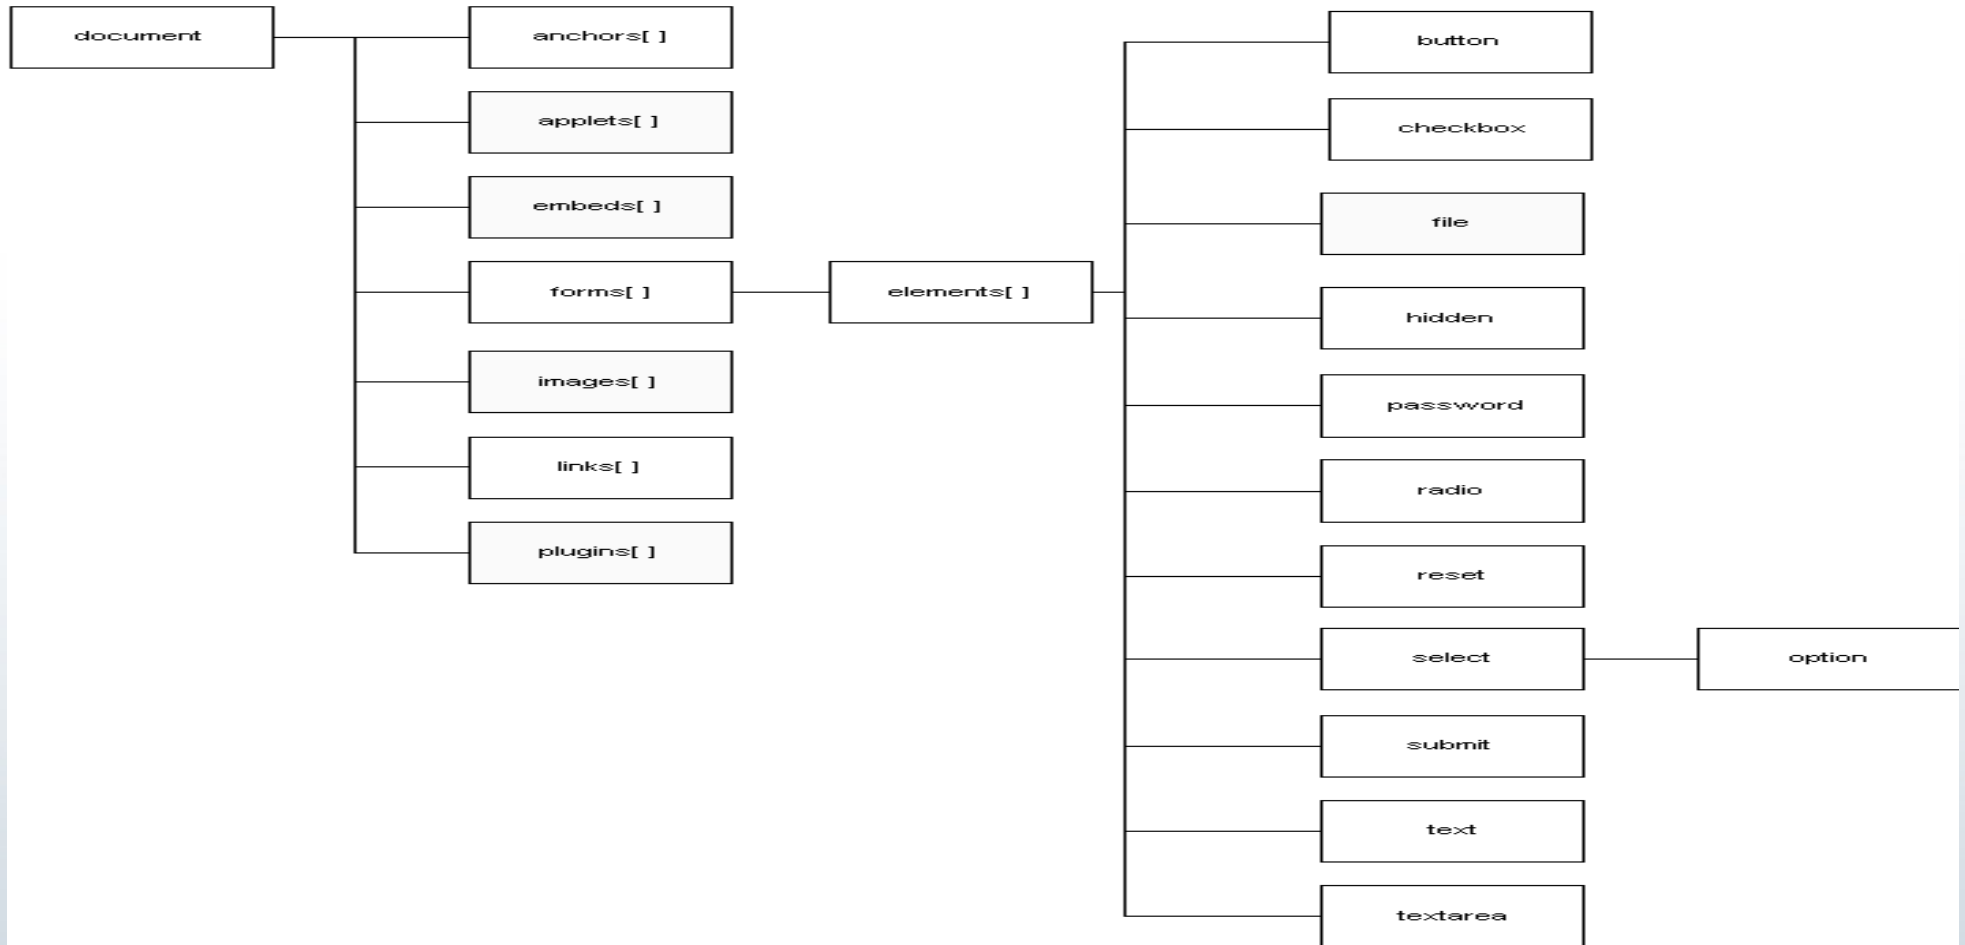 document
anchors[ ]
applets[ ]
embeds[ ]
forms[ ]
images[ ]
links[ ]
plugins[ ]
elements[ ]
button
checkbox
file
hidden
password
radio
reset
select
option
submit
text
textarea